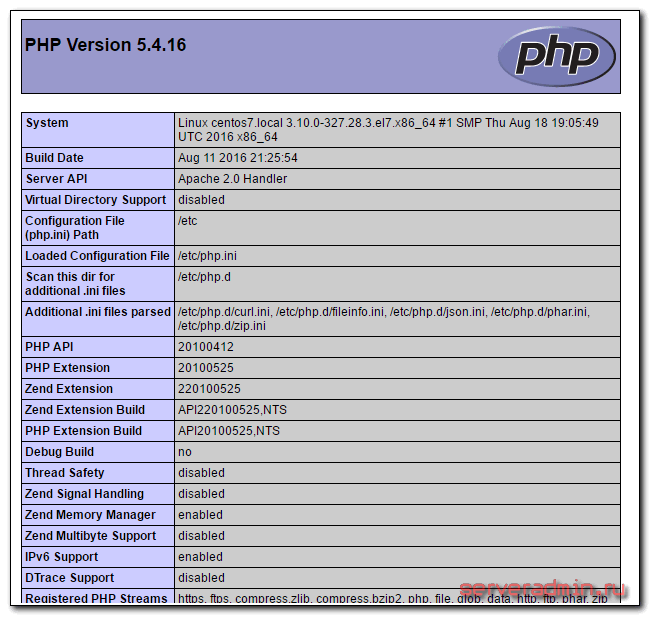 PHP Version 5.4.16
php
System Linux centos7.local 3.10.0-327.28.3.el7.x86_64 #1 SMP Thu Aug 18 19:05:49
UTC 2016 x86_64
Build Date Aug 11 2016 21:25:54
Server API Apache 2.0 Handler
Virtual Directory Support disabled
Configuration File /etc
(php.ini) Path
Loaded Configuration File /etc/php.ini
Scan this dir for /etc/php.d
additional .ini files
Additional .ini files parsed /etc/php.d/curl.ini, /etc/php.d/fileinfo.ini, /etc/php.d/json.ini, /etc/php.d/phar.ini,
/etc/php.d/zip.ini
PHP API 20100412
PHP Extension 20100525
Zend Extension 220100525
Zend Extension Build API220100525,NTS
PHP Extension Build API20100525,NTS
Debug Build no
Thread Safety disabled
Zend Signal Handling disabled
Zend Memory Manager enabled
Zend Multibyte Support disabled
IPv6 Support enabled
DTrace Support disabled
Registered PHP Streams https, ftps, compress.zlib, compress.bzip2, php, file, glob, data, http, ftp, phar, zip
serveradmin.ru